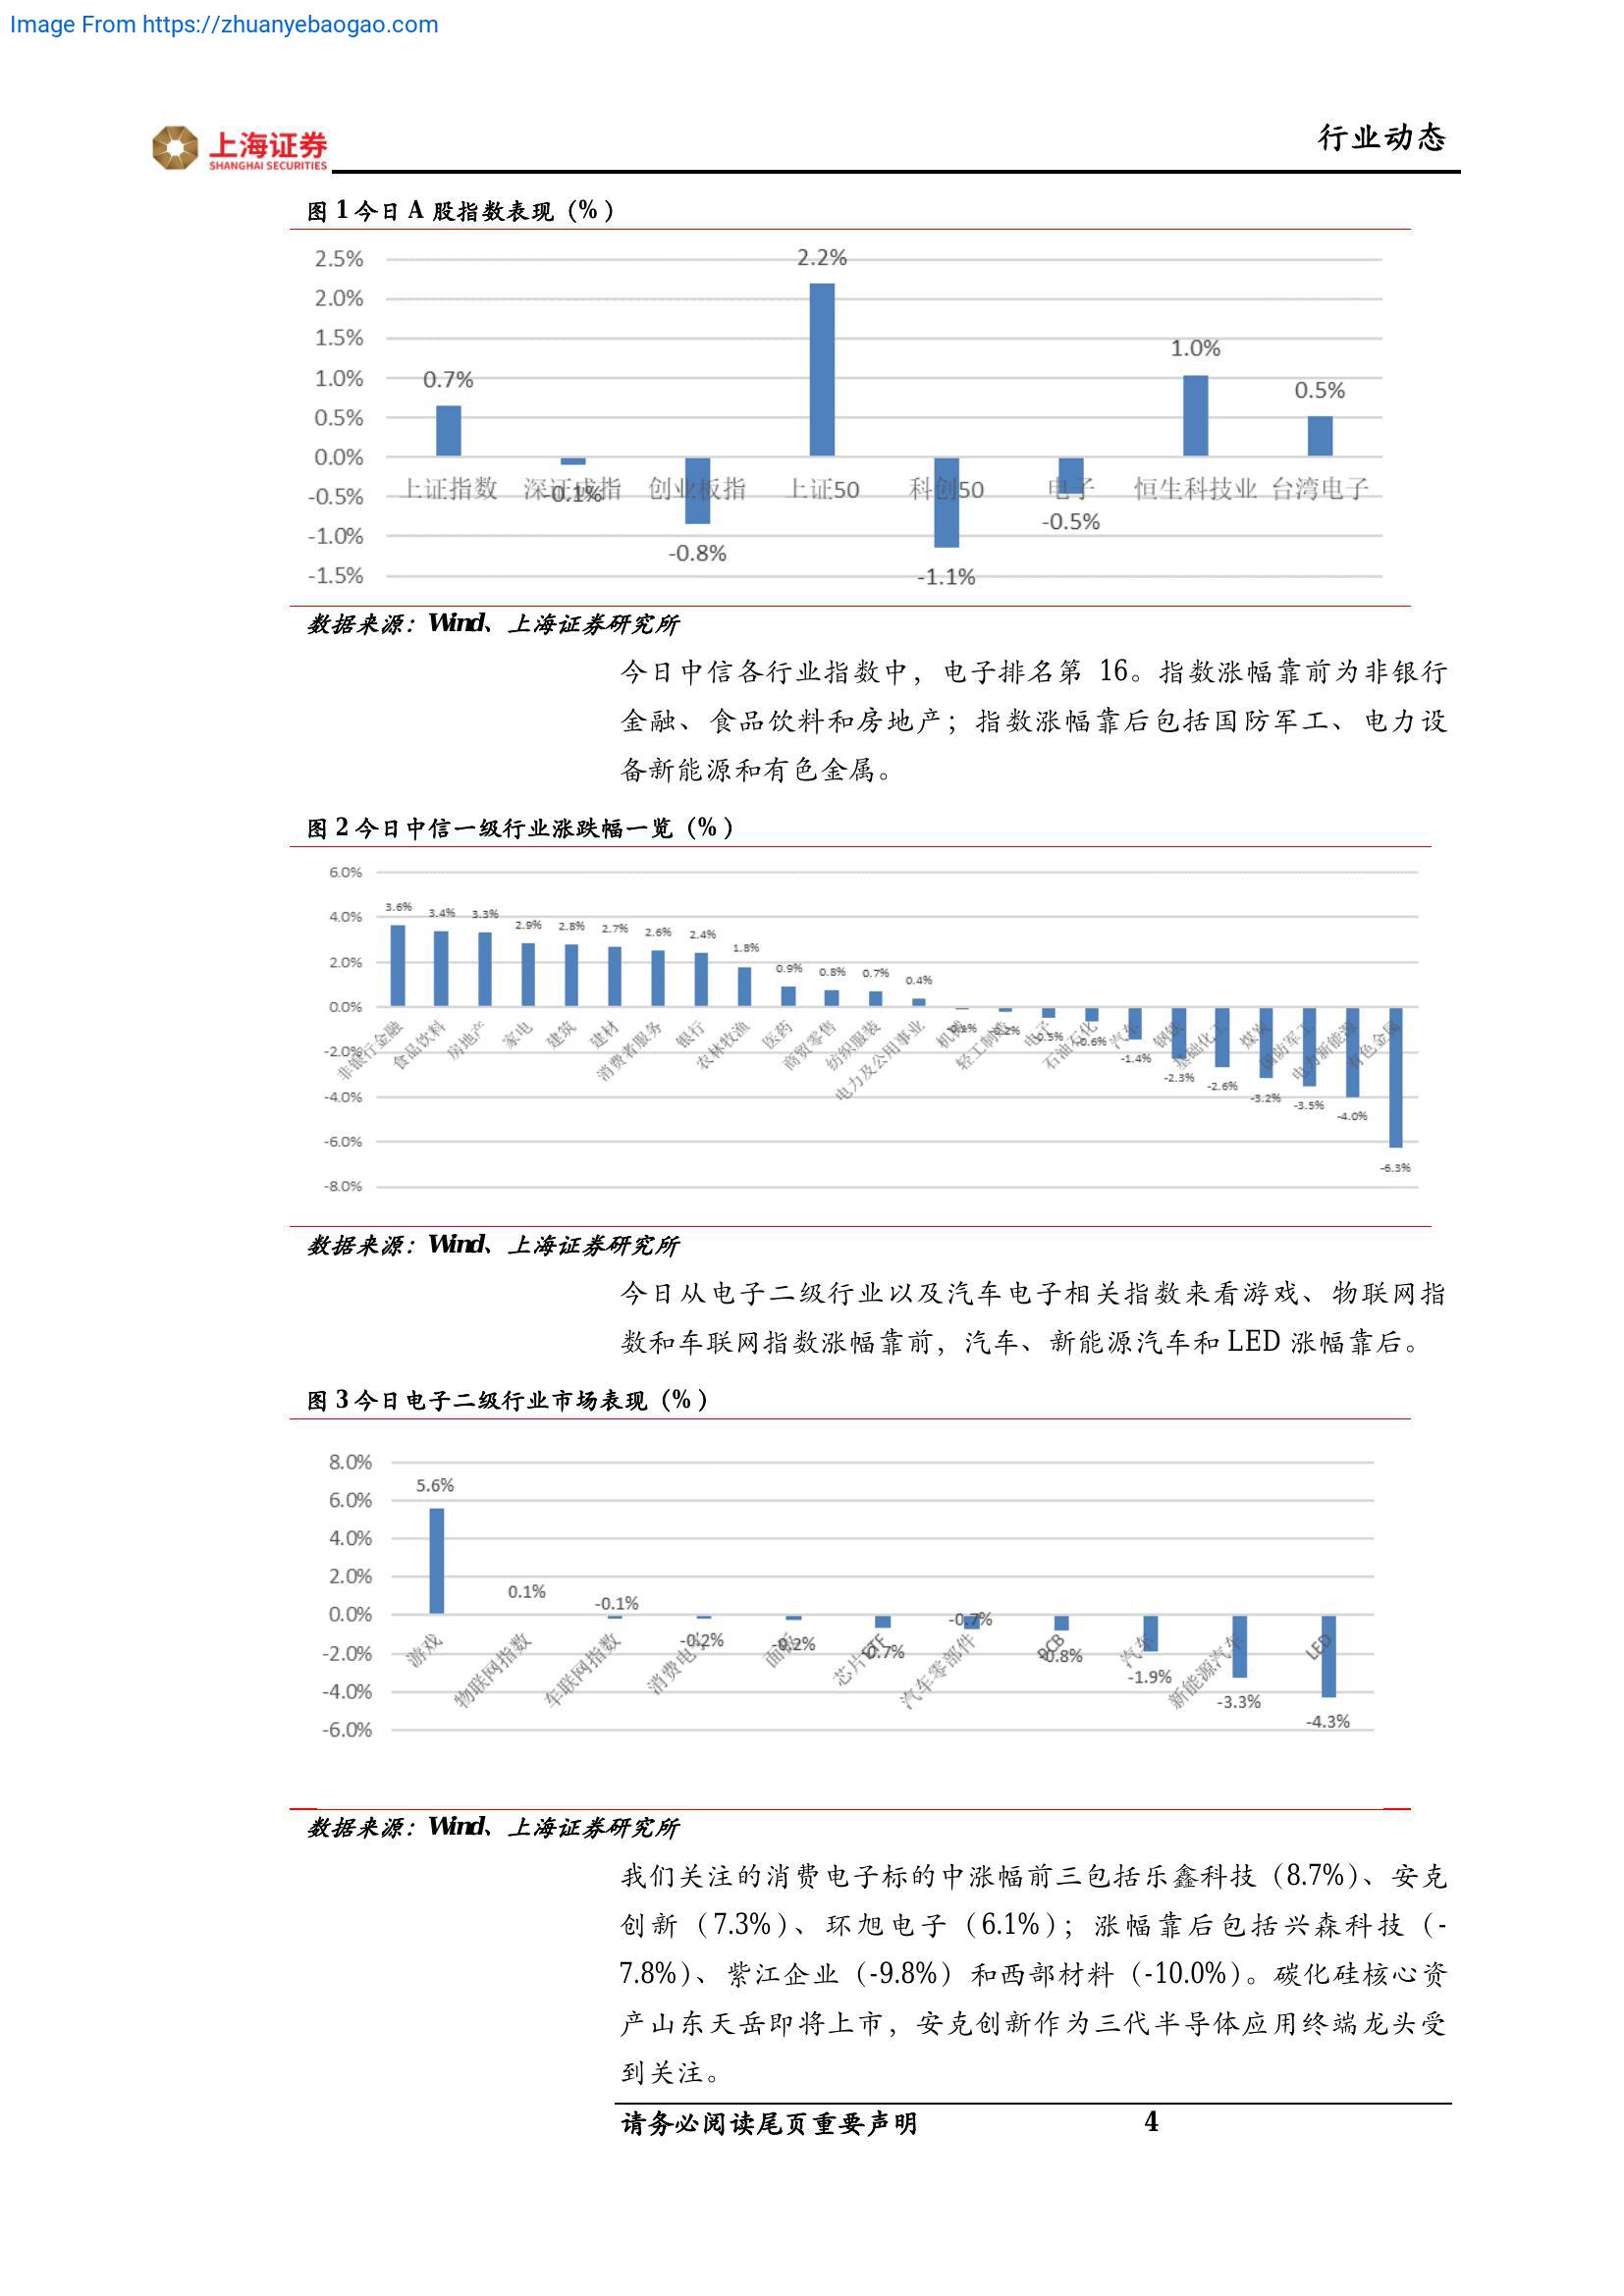 Image From https://zhuanyebaogao.com
上海证券
SHANGHAI SECURITIES
行业动态
图 1今日 A 股指数表现（%）
2.5%
2.0%
1.5%
1.0%
0.5%
0.0%
-0.5%
-1.0%
-1.5%
0.7%
-0.1%
-0.8%
2.2%
-1.1%
-0.5%
1.0%
0.5%
上证指数 深证成指 创业板指 上证50 科创50 电子 恒生科技业 台湾电子
数据来源：Wind、上海证券研究所
今日中信各行业指数中，电子排名第 16。指数涨幅靠前为非银行
金融、食品饮料和房地产；指数涨幅靠后包括国防军工、电力设
备新能源和有色金属。
图 2今日中信一级行业涨跌幅一览（%）
6.0%
4.0%
2.0%
0.0%
-2.0%
-4.0%
-6.0%
-8.0%
3.6% 3.4% 3.3% 2.9% 2.8% 2.7% 2.6% 2.4% 1.8% 0.9% 0.8% 0.7% 0.4% -0.1% -0.2% -0.5% -0.6% -1.4% -2.3% -2.6% -3.2% -3.5% -4.0% -6.3%
非银行金融 食品饮料 房地产 家电 建筑 建材 消费者服务 银行 农林牧渔 医药 商贸零售 纺织服装 电力及公用事业 机械 轻工制造 电子 石油石化 汽车 钢铁 基础化工 煤炭 国防军工 电力新能源 有色金属
数据来源：Wind、上海证券研究所
今日从电子二级行业以及汽车电子相关指数来看游戏、物联网指
数和车联网指数涨幅靠前，汽车、新能源汽车和 LED 涨幅靠后。
图 3今日电子二级行业市场表现（%）
8.0%
6.0%
4.0%
2.0%
0.0%
-2.0%
-4.0%
-6.0%
5.6% 0.1% -0.1% -0.2% -0.2% -0.7% -0.7% -0.8% -1.9% -3.3% -4.3%
游戏 物联网指数 车联网指数 消费电子 面板 芯片ETF 汽车零部件 PCB 汽车 新能源汽车 LED
数据来源：Wind、上海证券研究所
我们关注的消费电子标的中涨幅前三包括乐鑫科技（8.7%）、安克
创新（7.3%）、环旭电子（6.1%）；涨幅靠后包括兴森科技（-
7.8%）、紫江企业（-9.8%）和西部材料（-10.0%）。碳化硅核心资
产山东天岳即将上市，安克创新作为三代半导体应用终端龙头受
到关注。
请务必阅读尾页重要声明 4